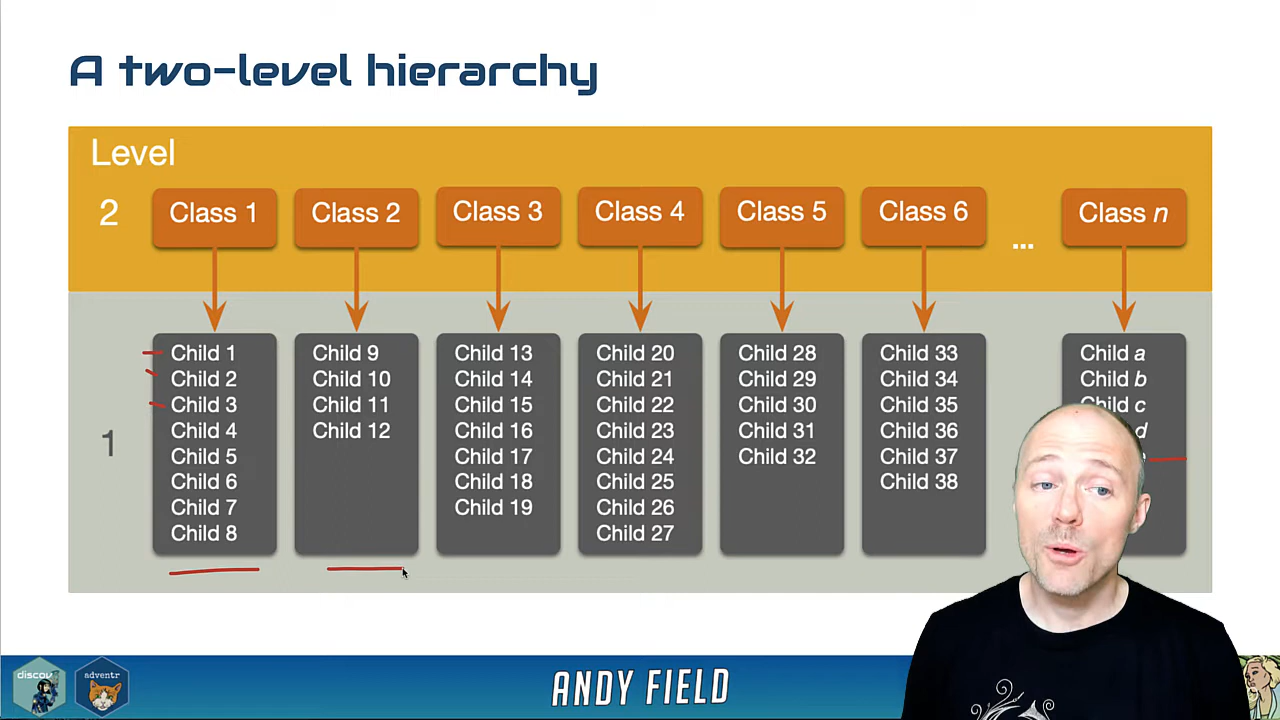 A two-level hierarchy
Level
2
Class 1
Class 2
Class 3
Class 4
Class 5
Class 6
...
Class n
1
Child 1
Child 2
Child 3
Child 4
Child 5
Child 6
Child 7
Child 8
Child 9
Child 10
Child 11
Child 12
Child 13
Child 14
Child 15
Child 16
Child 17
Child 18
Child 19
Child 20
Child 21
Child 22
Child 23
Child 24
Child 25
Child 26
Child 27
Child 28
Child 29
Child 30
Child 31
Child 32
Child 33
Child 34
Child 35
Child 36
Child 37
Child 38
Child a
Child b
Child c
d
discov
adventr
ANDY FIELD